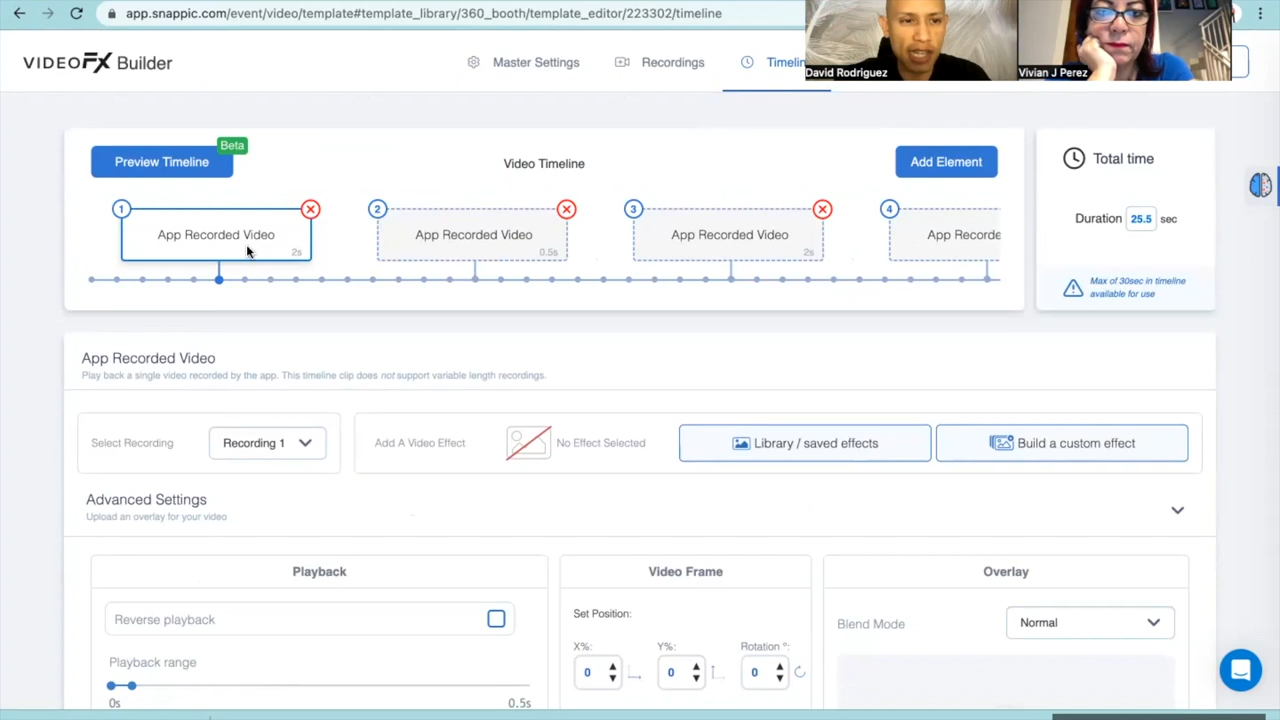 app.snappic.com/event/video/template#template_library/360_booth/template_editor/223302/timeline
VIDEOFX Builder
Master Settings
Recordings
Timelin
David Rodriguez
Vivian J Perez
Preview Timeline
Beta
Video Timeline
Add Element
1
App Recorded Video
2s
2
App Recorded Video
0.5s
3
App Recorded Video
2s
4
App Recorde
Total time
Duration 25.5 sec
Max of 30sec in timeline
available for use
App Recorded Video
Play back a single video recorded by the app. This timeline clip does not support variable length recordings.
Select Recording
Recording 1
Add A Video Effect
No Effect Selected
Library / saved effects
Build a custom effect
Advanced Settings
Upload an overlay for your video
Playback
Reverse playback
Playback range
0s
0.5s
Video Frame
Set Position:
X%:
Y%:
Rotation °:
0
0
0
Overlay
Blend Mode
Normal